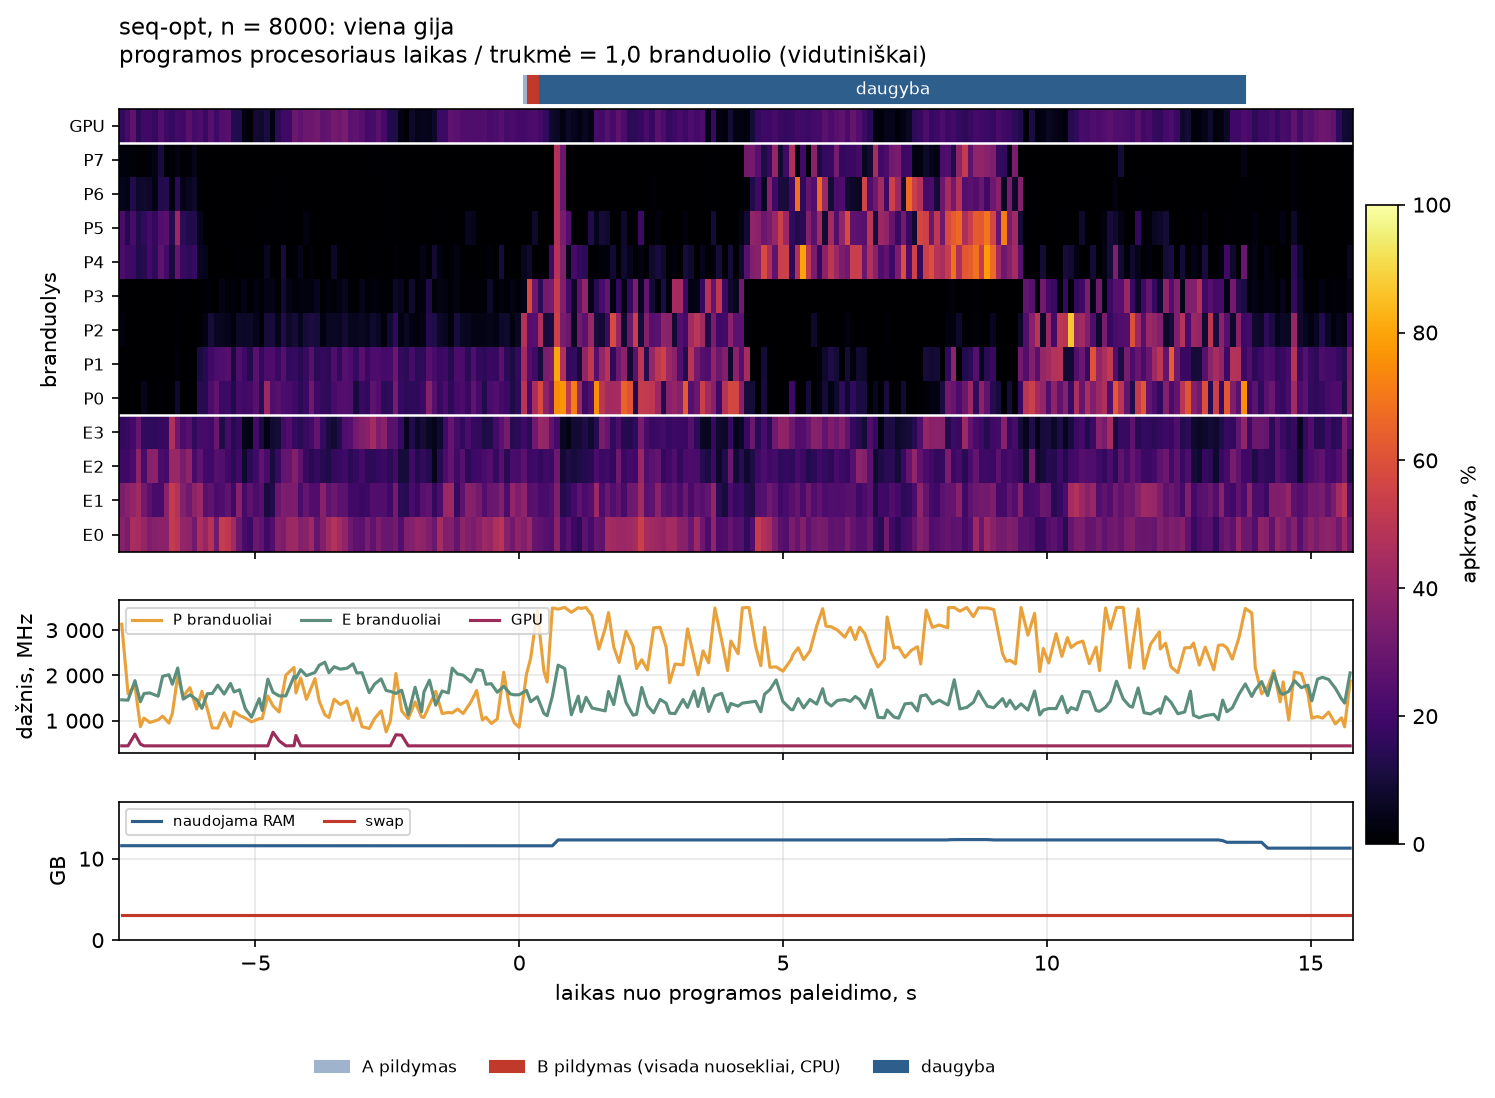 seq-opt, n = 8000: viena gija
programos procesoriaus laikas / trukmė = 1,0 branduolio (vidutiniškai)
daugyba
GPU
P7
P6
P5
P4
P3
P2
P1
P0
E3
E2
E1
E0
branduolys
100
80
60
40
20
0
apkrova, %
P branduoliai
E branduoliai
GPU
3 000
2 000
1 000
dažnis, MHz
naudojama RAM
swap
10
0
GB
−5
0
5
10
15
laikas nuo programos paleidimo, s
A pildymas
B pildymas (visada nuosekliai, CPU)
daugyba